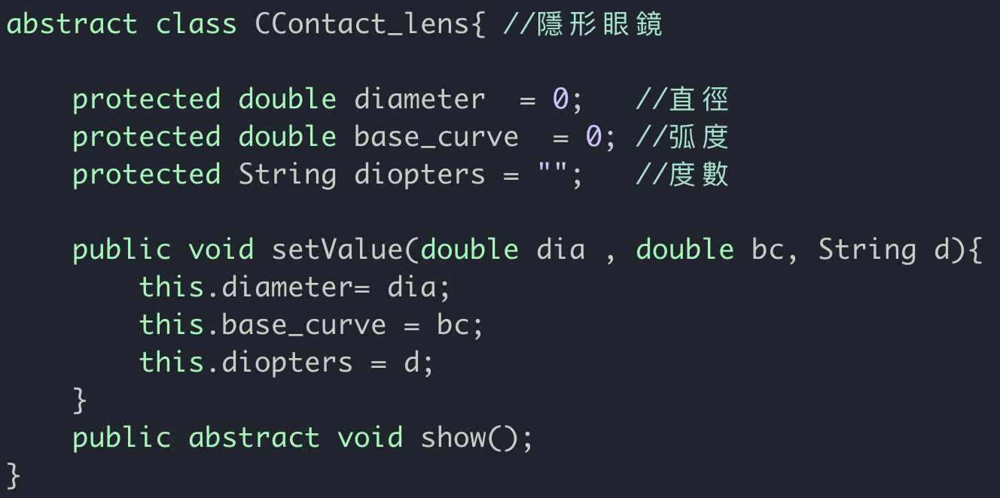 abstract class CContact_lens{ //隱形眼鏡
    protected double diameter  = 0;   //直徑
    protected double base_curve  = 0; //弧度
    protected String diopters = "";   //度數
    public void setValue(double dia , double bc, String d){
        this.diameter= dia;
        this.base_curve = bc;
        this.diopters = d;
    }
    public abstract void show();
}